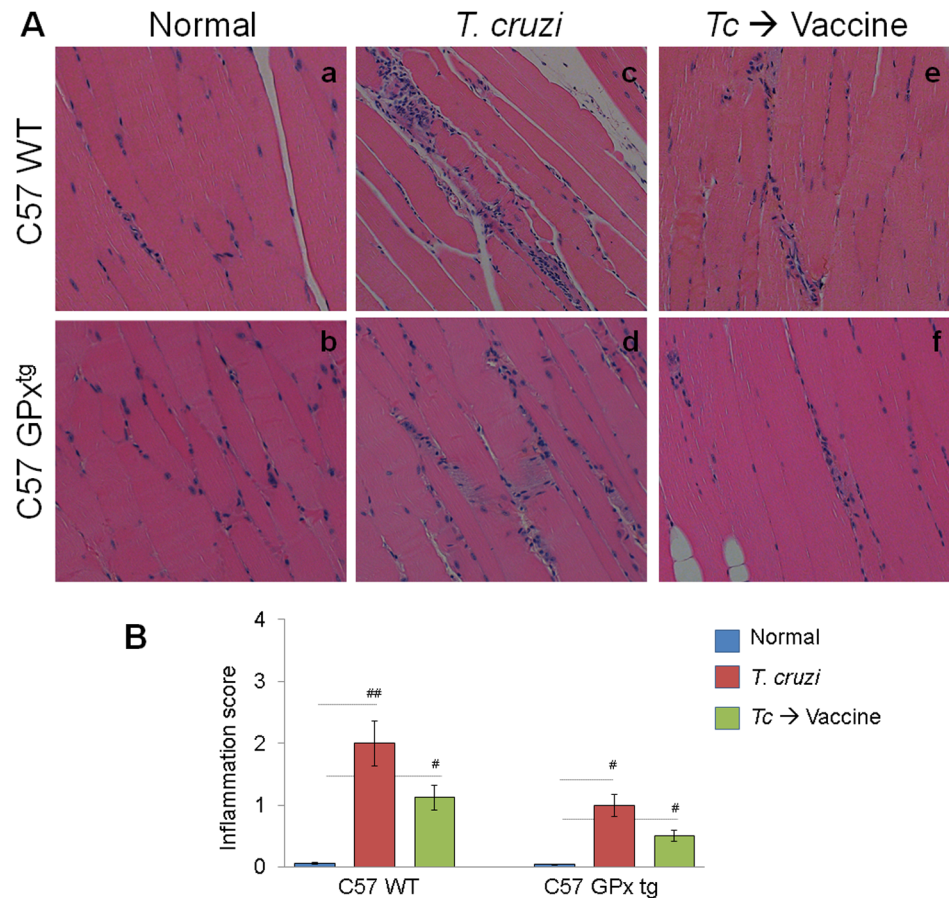 A
Normal
T. cruzi
Tc → Vaccine
C57 WT
a
c
e
C57 GPxtg
b
d
f
B
Inflammation score
4
3
2
1
0
##
#
#
#
C57 WT
C57 GPx tg
Normal
T. cruzi
Tc → Vaccine